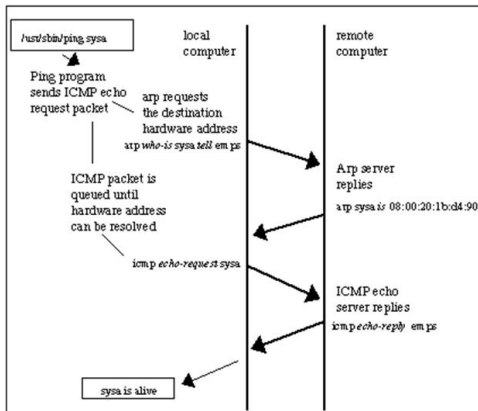 /usr/sbin/ping sysa
local
computer
remote
computer
Ping program
sends ICMP echo
request packet
arp requests
the destination
hardware address
arp who-is sysa tell emps
Arp server
replies
arp sysa is 08:00:20:1b:d4:90
ICMP packet is
queued until
hardware address
can be resolved
icmp echo-request sysa
ICMP echo
server replies
icmp echo-reply emps
sysa is alive